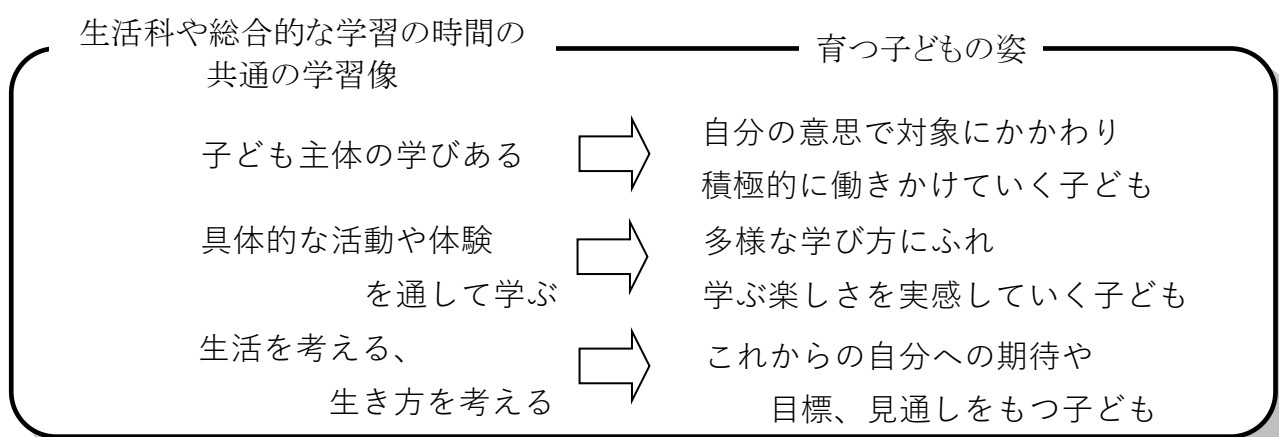 生活科や総合的な学習の時間の
共通の学習像
育つ子どもの姿
子ども主体の学びある
自分の意思で対象にかかわり
積極的に働きかけていく子ども
具体的な活動や体験
を通して学ぶ
多様な学び方にふれ
学ぶ楽しさを実感していく子ども
生活を考える、
生き方を考える
これからの自分への期待や
目標、見通しをもつ子ども